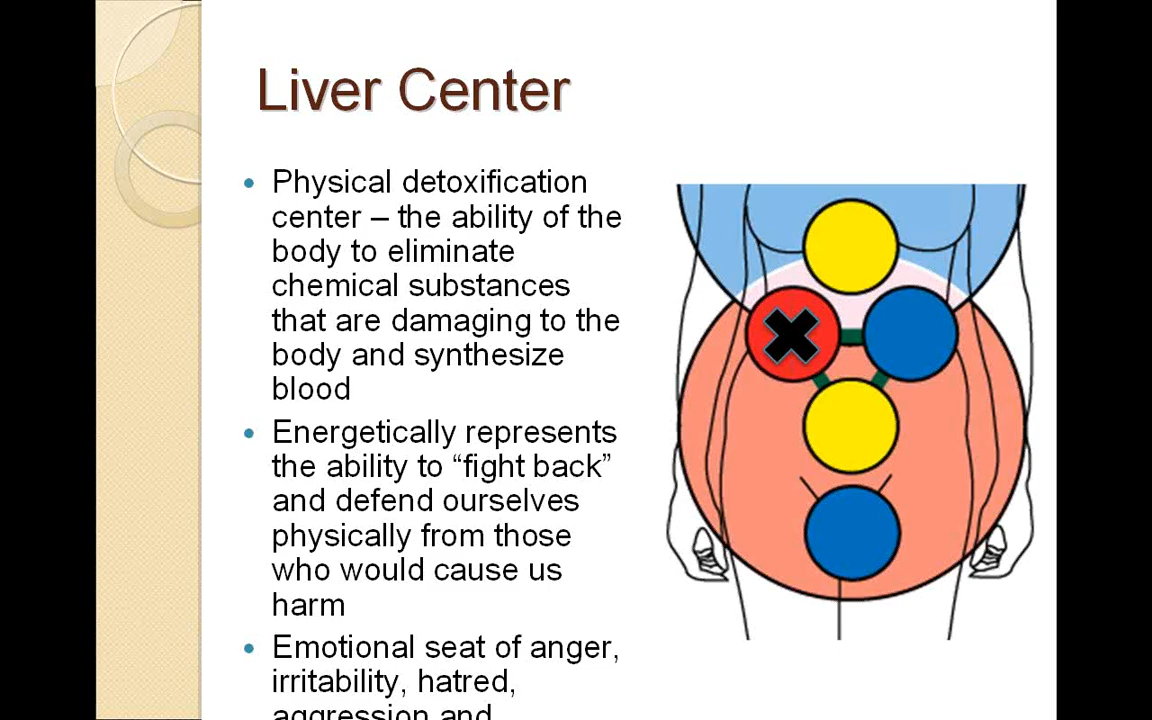 Liver Center
• Physical detoxification
center – the ability of the
body to eliminate
chemical substances
that are damaging to the
body and synthesize
blood
• Energetically represents
the ability to “fight back”
and defend ourselves
physically from those
who would cause us
harm
• Emotional seat of anger,
irritability, hatred,
aggression and